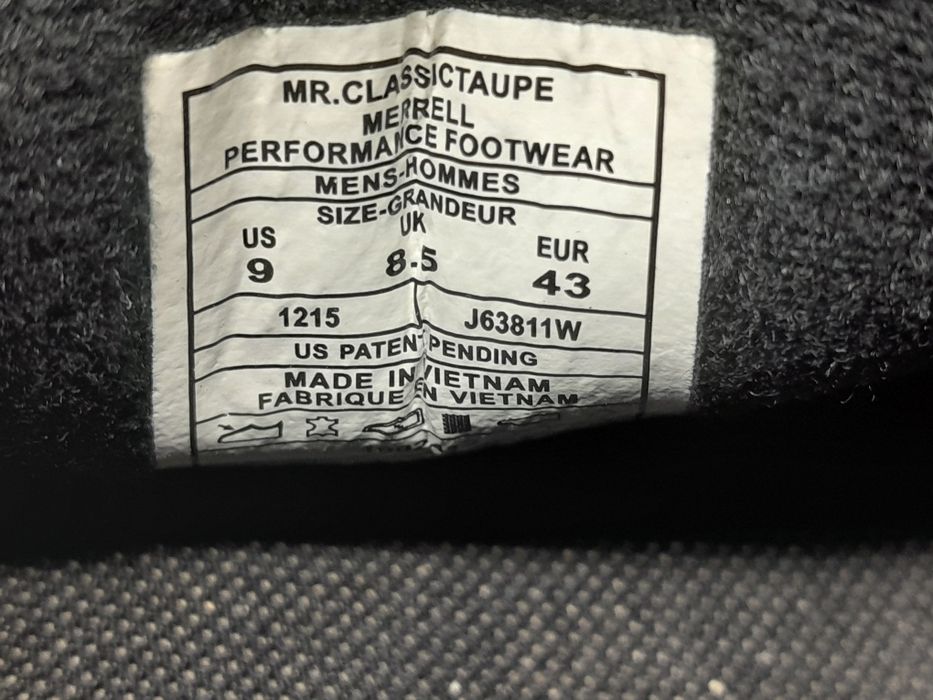 MR.CLASSICTAUPE
MERRELL
PERFORMANCE FOOTWEAR
MENS-HOMMES
SIZE-GRANDEUR
US UK EUR
9 8.5 43
1215 J63811W
US PATENT PENDING
MADE IN VIETNAM
FABRIQUE EN VIETNAM